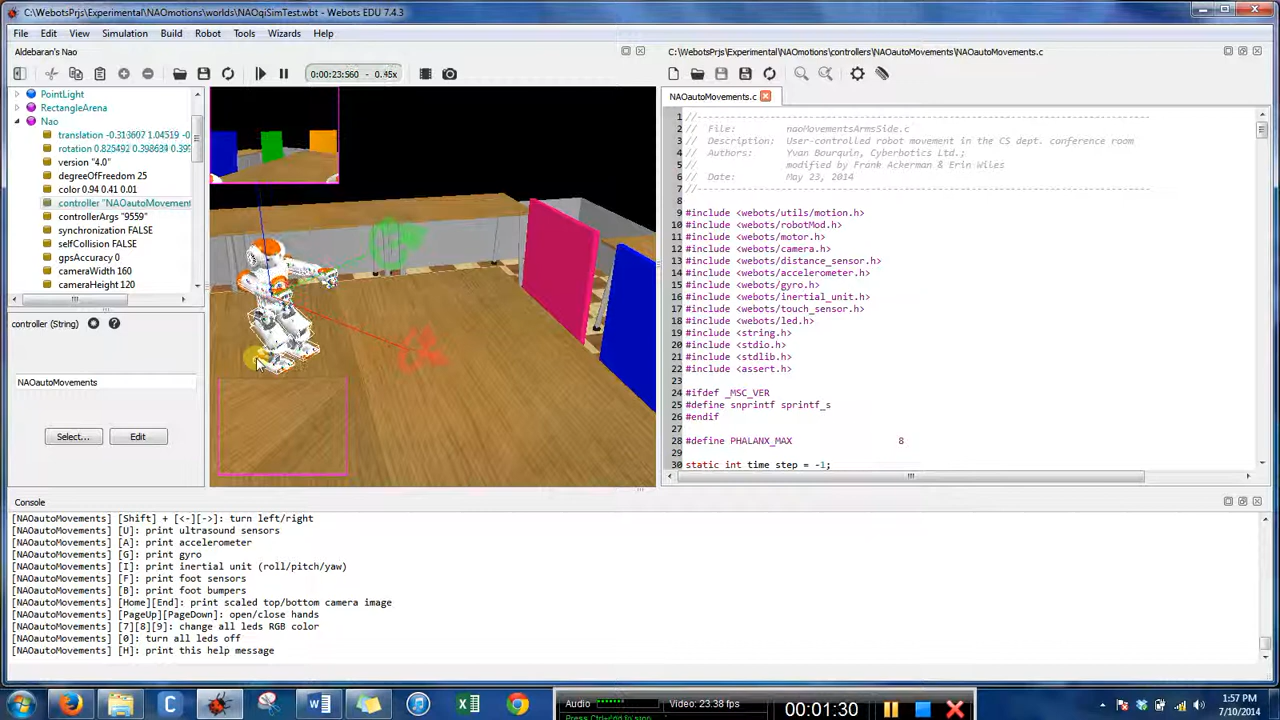 C:\WebotsPrjs\Experimental\NAOmotions\worlds\NAOqiSimTest.wbt - Webots EDU 7.4.3
File Edit View Simulation Build Robot Tools Wizards Help
Aldebaran's Nao
0:00:23:560 - 0.45x
PointLight
RectangleArena
Nao
translation -0.313607 1.04519 -0
rotation 0.825492 0.398634 0.395
version "4.0"
degreeOfFreedom 25
color 0.94 0.41 0.01
controller "NAOautoMovement
controllerArgs "9559"
synchronization FALSE
selfCollision FALSE
gpsAccuracy 0
cameraWidth 160
cameraHeight 120
controller (String)
NAOautoMovements
Select... Edit
C:\WebotsPrjs\Experimental\NAOmotions\controllers\NAOautoMovements\NAOautoMovements.c
NAOautoMovements.c
1 //
2 // File: naoMovementsArmsSide.c
3 // Description: User-controlled robot movement in the CS dept. conference room
4 // Authors: Yvan Bourquin, Cyberbotics Ltd.;
5 // modified by Frank Ackerman & Erin Wiles
6 // Date: May 23, 2014
7 //
8
9 #include <webots/utils/motion.h>
10 #include <webots/robotMod.h>
11 #include <webots/motor.h>
12 #include <webots/camera.h>
13 #include <webots/distance_sensor.h>
14 #include <webots/accelerometer.h>
15 #include <webots/gyro.h>
16 #include <webots/inertial_unit.h>
17 #include <webots/touch_sensor.h>
18 #include <webots/led.h>
19 #include <string.h>
20 #include <stdio.h>
21 #include <stdlib.h>
22 #include <assert.h>
23
24 #ifdef _MSC_VER
25 #define snprintf sprintf_s
26 #endif
27
28 #define PHALANX_MAX 8
29
30 static int time step = -1;
Console
[NAOautoMovements] [Shift] + [<-][->]: turn left/right
[NAOautoMovements] [U]: print ultrasound sensors
[NAOautoMovements] [A]: print accelerometer
[NAOautoMovements] [G]: print gyro
[NAOautoMovements] [I]: print inertial unit (roll/pitch/yaw)
[NAOautoMovements] [F]: print foot sensors
[NAOautoMovements] [B]: print foot bumpers
[NAOautoMovements] [Home][End]: print scaled top/bottom camera image
[NAOautoMovements] [PageUp][PageDown]: open/close hands
[NAOautoMovements] [7][8][9]: change all leds RGB color
[NAOautoMovements] [0]: turn all leds off
[NAOautoMovements] [H]: print this help message
Audio Video: 23.38 fps
00:01:30
1:57 PM
7/10/2014